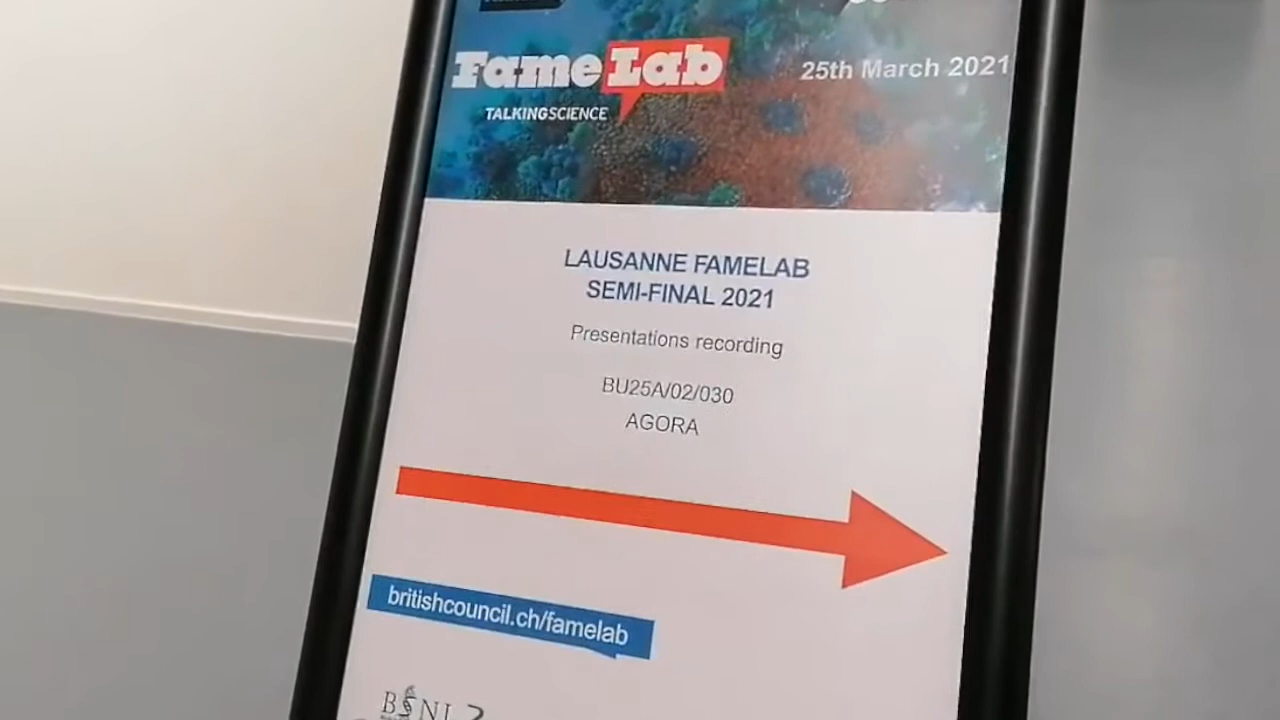 FameLab
25th March 2021
TALKINGSCIENCE
LAUSANNE FAMELAB
SEMI-FINAL 2021
Presentations recording
BU25A/02/030
AGORA
britishcouncil.ch/famelab